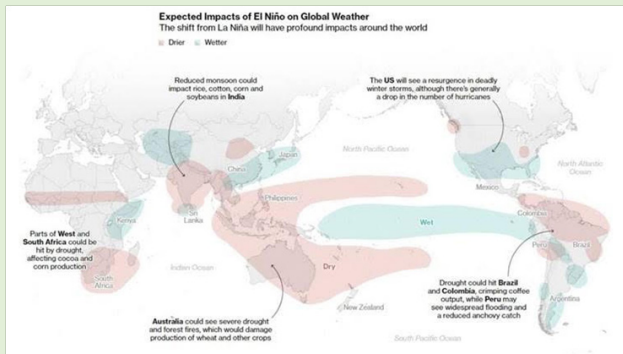 Expected Impacts of El Niño on Global Weather
The shift from La Niña will have profound impacts around the world
Drier
Wetter
Reduced monsoon could
impact rice, cotton, corn and
soybeans in India
The US will see a resurgence in deadly
winter storms, although there's generally
a drop in the number of hurricanes
Japan
China
North Pacific Ocean
North Atlantic
Ocean
Mexico
Philippines
Sri
Lanka
Kenya
Colombia
Wet
Parts of West and
South Africa could be
hit by drought,
affecting cocoa and
corn production
Peru
Brazil
Indian Ocean
Dry
South
Africa
Drought could hit Brazil
and Colombia, crimping coffee
output, while Peru may
see widespread flooding and
a reduced anchovy catch
Argentina
New Zealand
Australia could see severe drought
and forest fires, which would damage
production of wheat and other crops
South Pacific Ocean